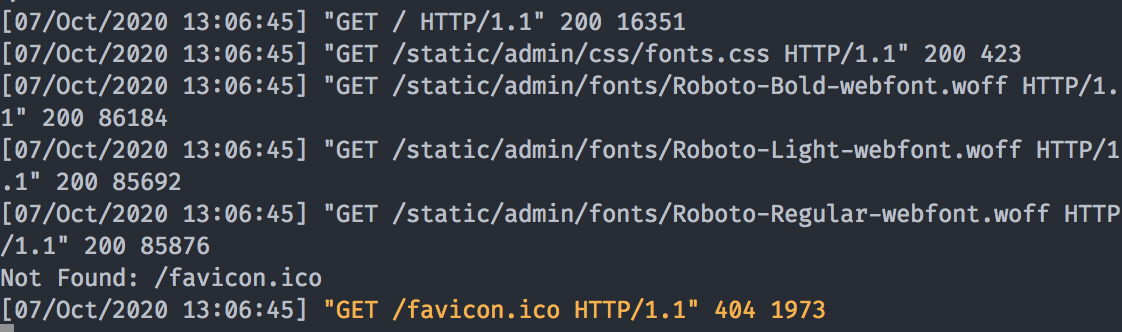 [07/Oct/2020 13:06:45] "GET / HTTP/1.1" 200 16351
[07/Oct/2020 13:06:45] "GET /static/admin/css/fonts.css HTTP/1.1" 200 423
[07/Oct/2020 13:06:45] "GET /static/admin/fonts/Roboto-Bold-webfont.woff HTTP/1.
1" 200 86184
[07/Oct/2020 13:06:45] "GET /static/admin/fonts/Roboto-Light-webfont.woff HTTP/1
.1" 200 85692
[07/Oct/2020 13:06:45] "GET /static/admin/fonts/Roboto-Regular-webfont.woff HTTP
/1.1" 200 85876
Not Found: /favicon.ico
[07/Oct/2020 13:06:45] "GET /favicon.ico HTTP/1.1" 404 1973